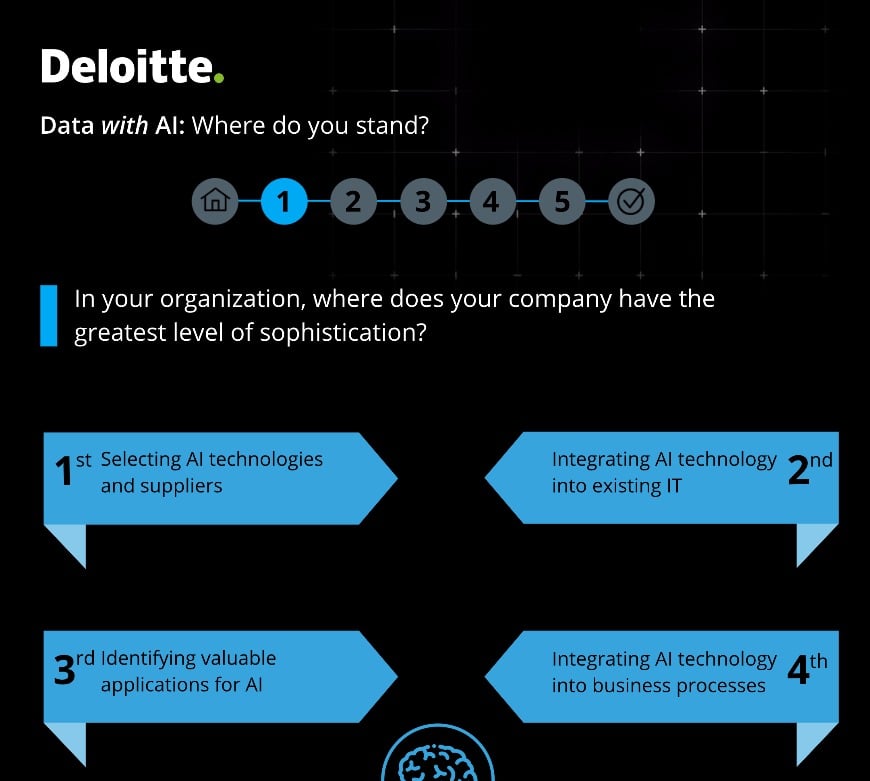 Deloitte.
Data with AI: Where do you stand?
1 2 3 4 5
In your organization, where does your company have the
greatest level of sophistication?
1st Selecting AI technologies
and suppliers
Integrating AI technology 2nd
into existing IT
3rd Identifying valuable
applications for AI
Integrating AI technology 4th
into business processes